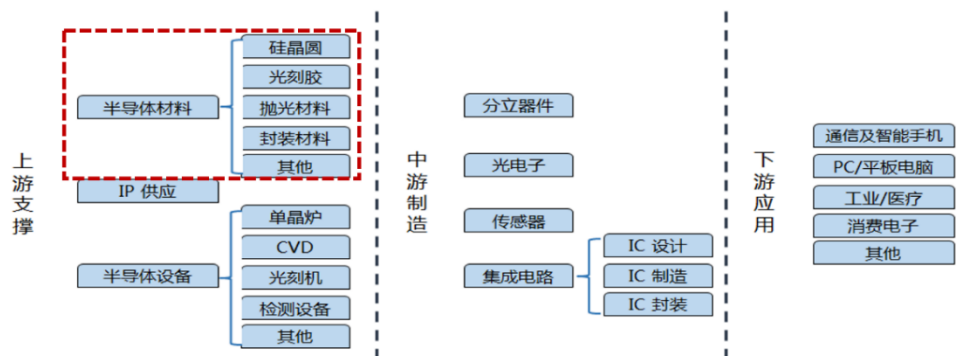 上游支撑
半导体材料
硅晶圆
光刻胶
抛光材料
封装材料
其他
IP 供应
半导体设备
单晶炉
CVD
光刻机
检测设备
其他
中游制造
分立器件
光电子
传感器
集成电路
IC 设计
IC 制造
IC 封装
下游应用
通信及智能手机
PC/平板电脑
工业/医疗
消费电子
其他